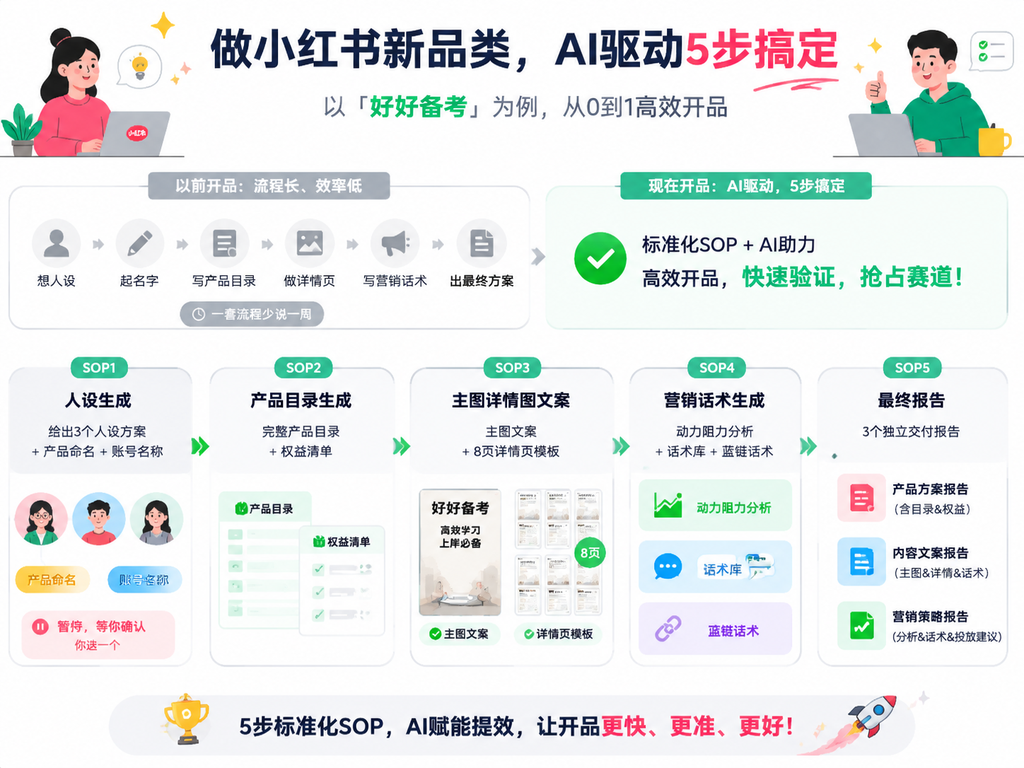 做小红书新品类，AI驱动5步搞定
以「好好备考」为例，从0到1高效开品
小红书
以前开品：流程长、效率低
想人设
起名字
写产品目录
做详情页
写营销话术
出最终方案
一套流程少说一周
现在开品：AI驱动，5步搞定
标准化SOP + AI助力
高效开品，快速验证，抢占赛道！
SOP1
人设生成
给出3个人设方案
+ 产品命名 + 账号名称
产品命名
账号名称
暂停，等你确认
你选一个
SOP2
产品目录生成
完整产品目录
+ 权益清单
产品目录
权益清单
SOP3
主图详情图文案
主图文案
+ 8页详情页模板
好好备考
高效学习
上岸必备
8页
主图文案
详情页模板
SOP4
营销话术生成
动力阻力分析
+ 话术库 + 蓝链话术
动力阻力分析
话术库
蓝链话术
SOP5
最终报告
3个独立交付报告
产品方案报告
（含目录&权益）
内容文案报告
（主图&详情&话术）
营销策略报告
（分析&话术&投放建议）
5步标准化SOP，AI赋能提效，让开品更快、更准、更好！